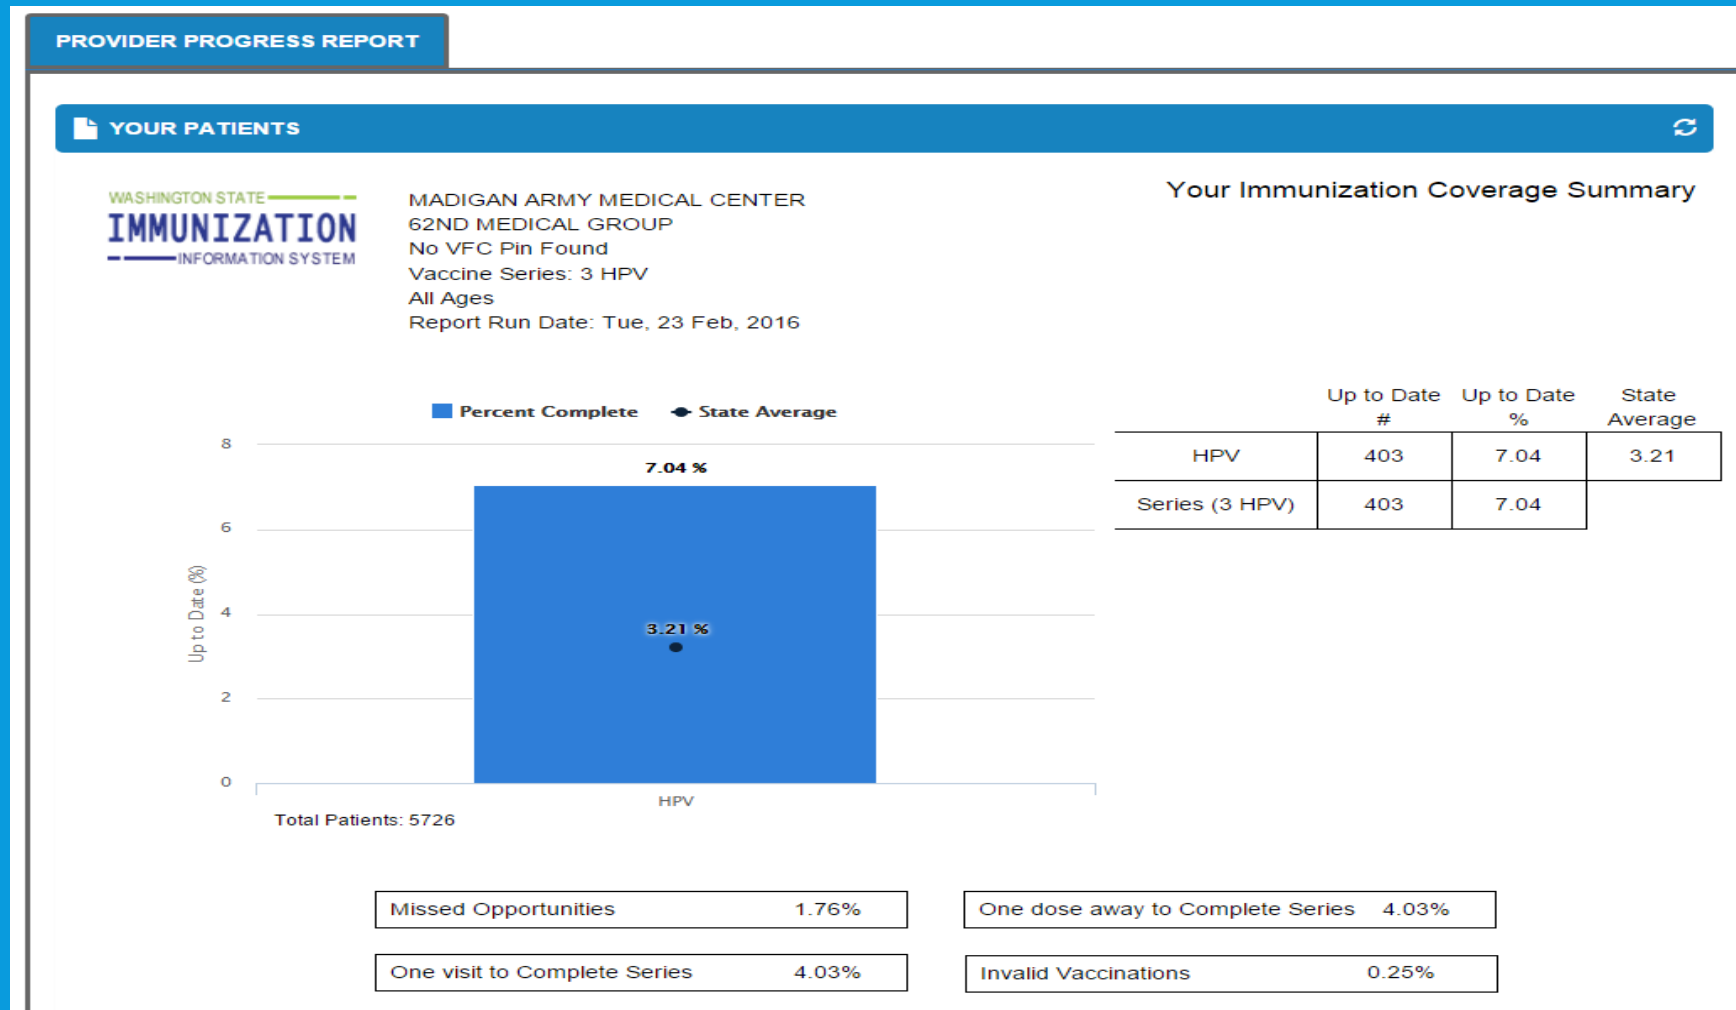 PROVIDER PROGRESS REPORT
YOUR PATIENTS
WASHINGTON STATE
IMMUNIZATION
INFORMATION SYSTEM
MADIGAN ARMY MEDICAL CENTER
62ND MEDICAL GROUP
No VFC Pin Found
Vaccine Series: 3 HPV
All Ages
Report Run Date: Tue, 23 Feb, 2016
Your Immunization Coverage Summary
Percent Complete State Average
8
7.04 %
6
4
3.21 %
2
0
Up to Date (%)
HPV
Total Patients: 5726
Up to Date Up to Date State
# % Average
HPV 403 7.04 3.21
Series (3 HPV) 403 7.04
Missed Opportunities 1.76%
One dose away to Complete Series 4.03%
One visit to Complete Series 4.03%
Invalid Vaccinations 0.25%